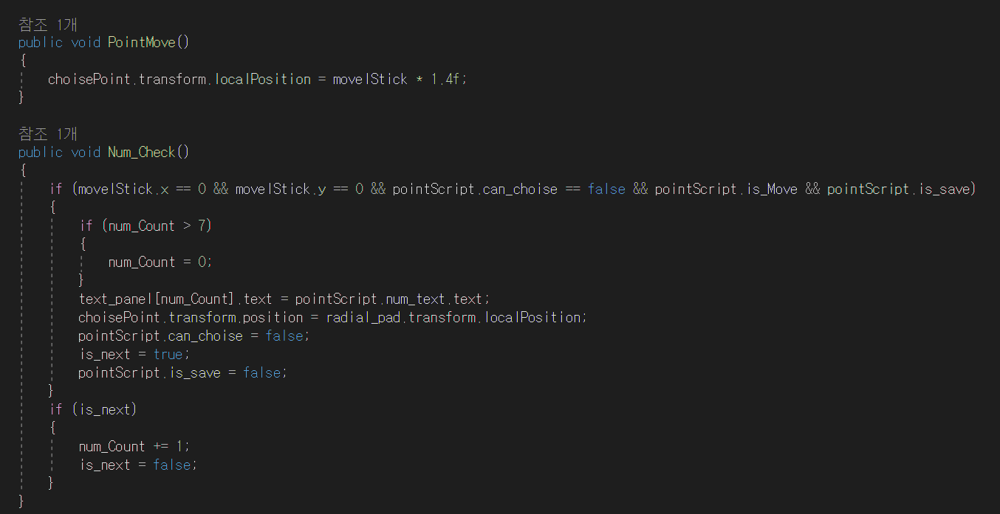 참조 1개
public void PointMove()
{
choisePoint.transform.localPosition = movelStick * 1.4f;
}
참조 1개
public void Num_Check()
{
if (movelStick.x == 0 && movelStick.y == 0 && pointScript.can_choise == false && pointScript.is_Move && pointScript.is_save)
{
if (num_Count > 7)
{
num_Count = 0;
}
text_panel[num_Count].text = pointScript.num_text.text;
choisePoint.transform.position = radial_pad.transform.localPosition;
pointScript.can_choise = false;
is_next = true;
pointScript.is_save = false;
}
if (is_next)
{
num_Count += 1;
is_next = false;
}
}